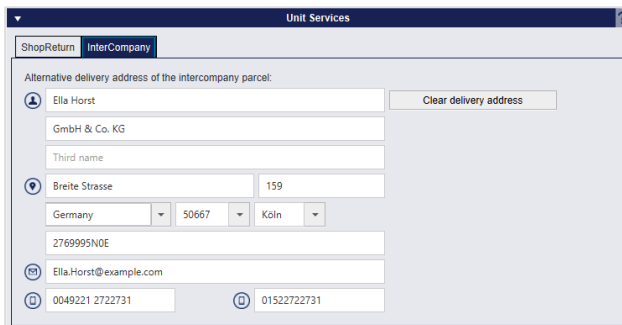 Unit Services
ShopReturn InterCompany
Alternative delivery address of the intercompany parcel:
Ella Horst Clear delivery address
GmbH & Co. KG
Third name
Breite Strasse 159
Germany 50667 Köln
2769995N0E
Ella.Horst@example.com
0049221 2722731 01522722731